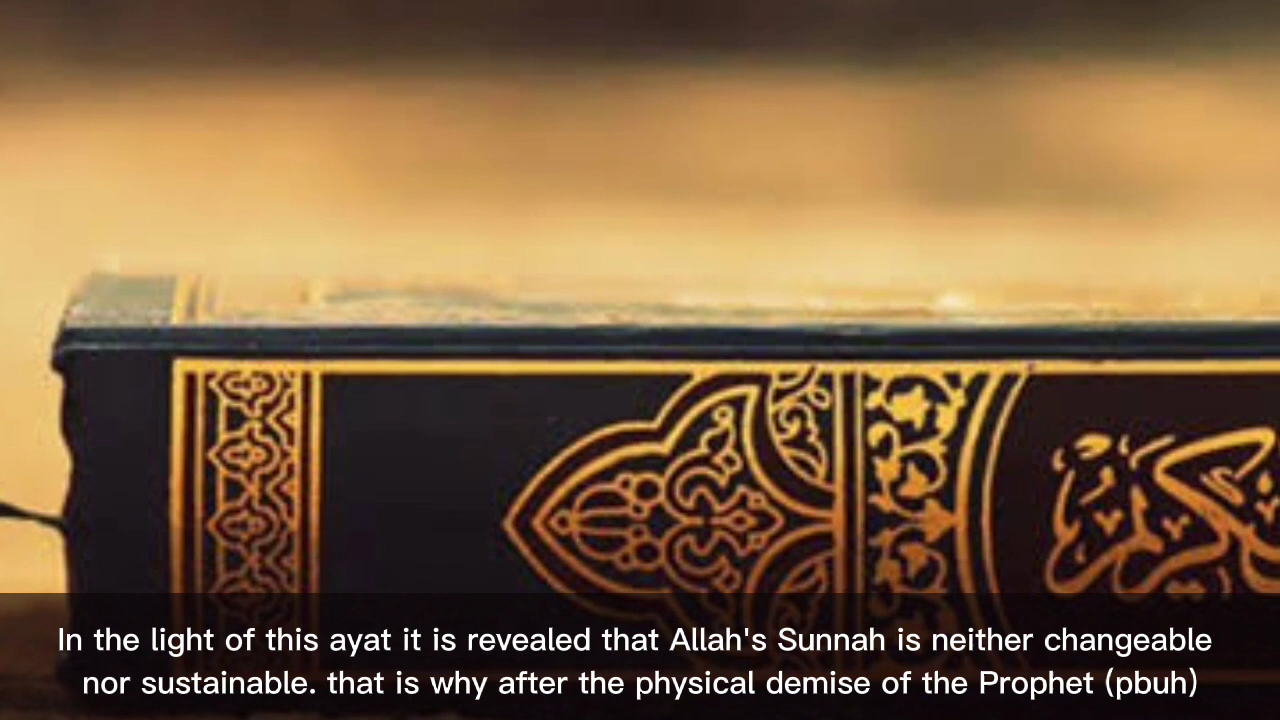 الكريم
In the light of this ayat it is revealed that Allah's Sunnah is neither changeable
nor sustainable. that is why after the physical demise of the Prophet (pbuh)